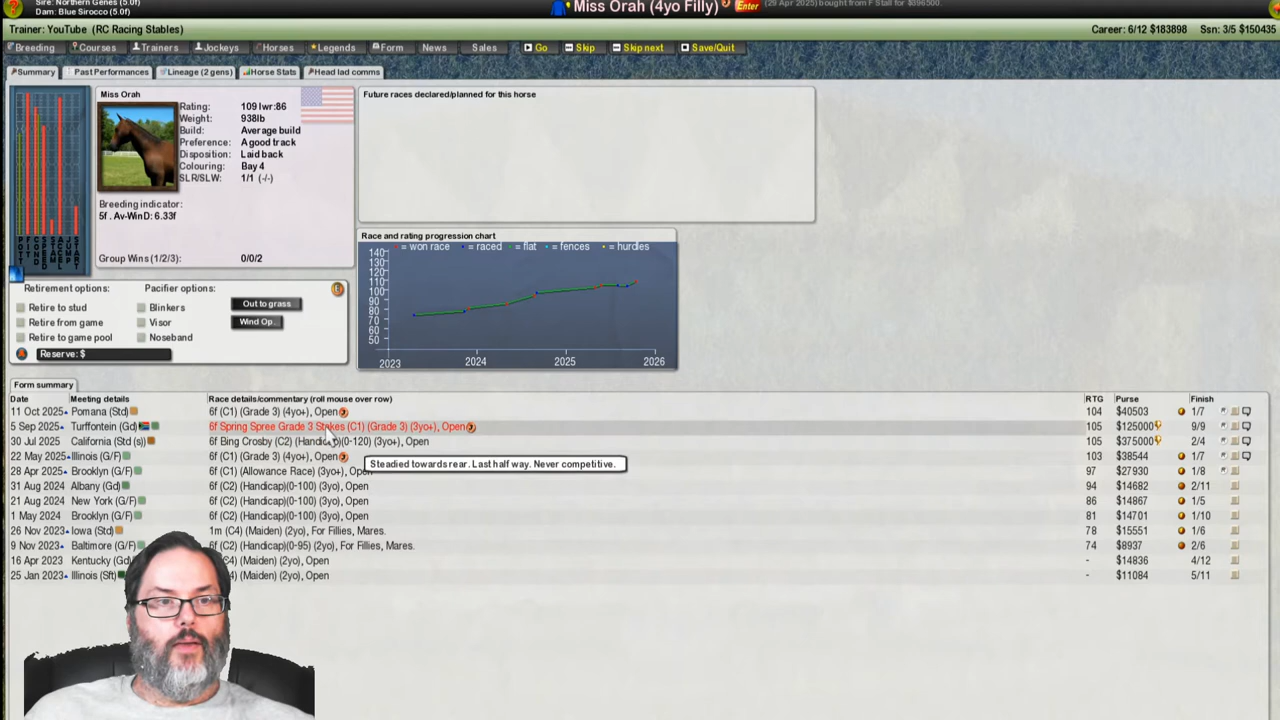 Sire: Northern Genes (5.0f)
Dam: Blue Sirocco (5.0f)
Miss Orah (4yo Filly)
Enter
(29 Apr 2025) bought from F Stall for $396500.
Trainer: YouTube (RC Racing Stables)
Career: 6/12 $183898 Ssn: 3/5 $150435
Breeding Courses Trainers Jockeys Horses Legends Form News Sales Go Skip Skip next Save/Quit
Summary Past Performances Lineage (2 gens) Horse Stats Head lad comms
Miss Orah
Rating: 109 lwr:86
Weight: 938lb
Build: Average build
Preference: A good track
Disposition: Laid back
Colouring: Bay 4
SLR/SLW: 1/1 (-/-)
Breeding indicator:
5f . Av-WinD: 6.33f
Group Wins (1/2/3): 0/0/2
Future races declared/planned for this horse
Race and rating progression chart
= won race = raced = flat = fences = hurdles
140
130
120
110
100
90
80
70
60
50
2023 2024 2025 2026
Retirement options: Pacifier options:
Retire to stud Blinkers Out to grass
Retire from game Visor Wind Op.
Retire to game pool Noseband
Reserve: $
Form summary
Date Meeting details Race details/commentary (roll mouse over row) RTG Purse Finish
11 Oct 2025 Pomana (Std) 6f (C1) (Grade 3) (4yo+), Open 104 $40503 1/7
5 Sep 2025 Turffontein (Gd) 6f Spring Spree Grade 3 Stakes (C1) (Grade 3) (3yo+), Open 105 $125000 9/9
30 Jul 2025 California (Std (s)) 6f Bing Crosby (C2) (Handicap)(0-120) (3yo+), Open 105 $375000 2/4
22 May 2025 Illinois (G/F) 6f (C1) (Grade 3) (4yo+), Open 103 $38544 1/7
Steadied towards rear. Last half way. Never competitive.
28 Apr 2025 Brooklyn (G/F) 6f (C1) (Allowance Race) (3yo+), Open 97 $27930 1/8
31 Aug 2024 Albany (Gd) 6f (C2) (Handicap)(0-100) (3yo), Open 94 $14682 2/11
21 Aug 2024 New York (G/F) 6f (C2) (Handicap)(0-100) (3yo), Open 86 $14867 1/5
1 May 2024 Brooklyn (G/F) 6f (C2) (Handicap)(0-100) (3yo), Open 81 $14701 1/10
26 Nov 2023 Iowa (Std) 1m (C4) (Maiden) (2yo), For Fillies, Mares. 78 $15551 1/6
9 Nov 2023 Baltimore (G/F) 6f (C2) (Handicap)(0-95) (2yo), For Fillies, Mares. 74 $8937 2/6
16 Apr 2023 Kentucky (Gd) (Maiden) (2yo), Open - $14836 4/12
25 Jan 2023 Illinois (Sft) (Maiden) (2yo), Open - $11084 5/11